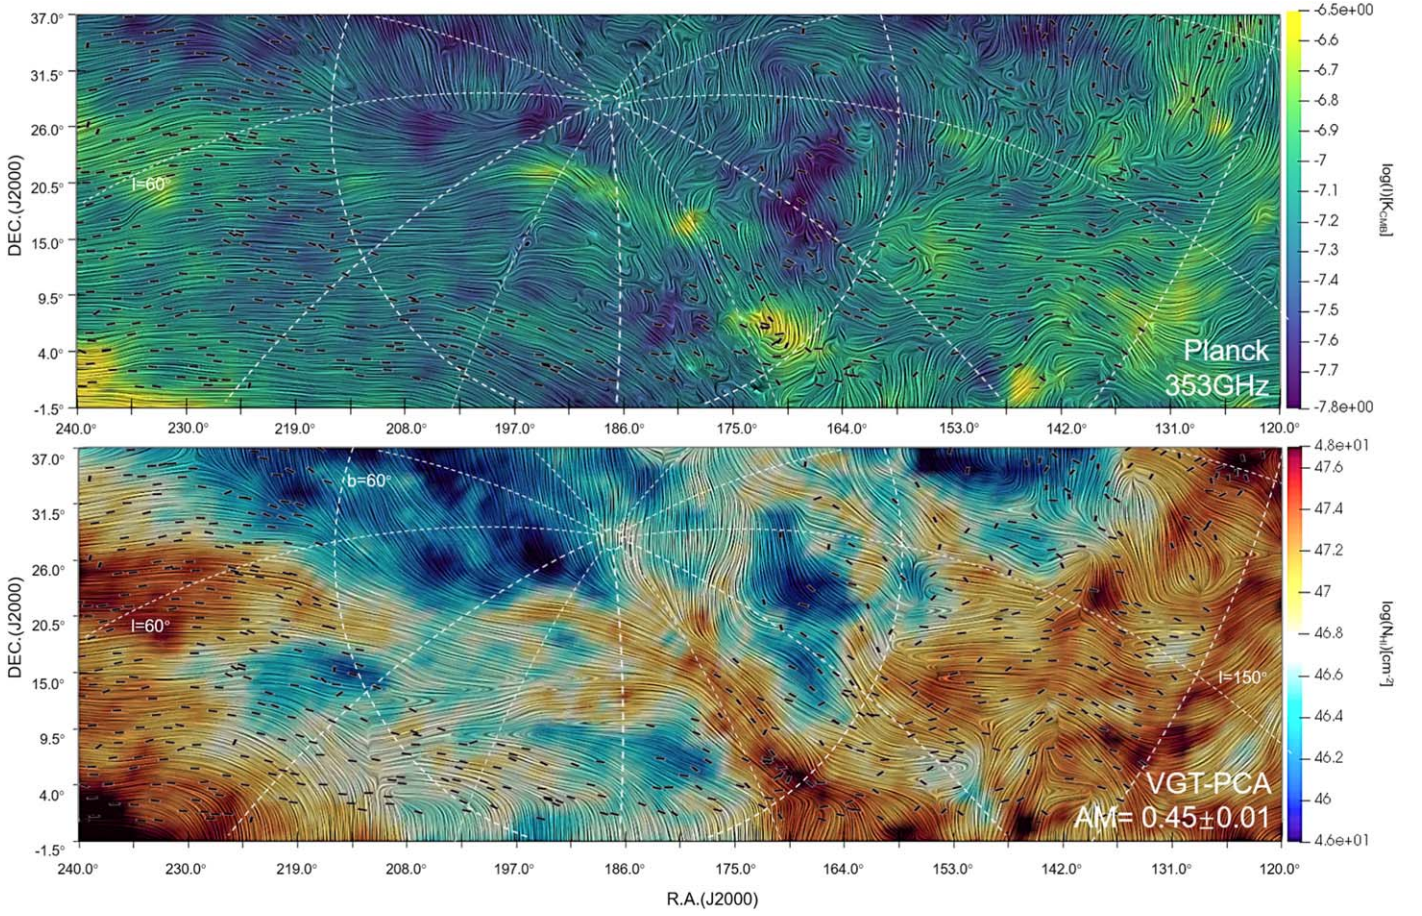 37.0°
31.5°
26.0°
20.5°
15.0°
9.5°
4.0°
-1.5°
DEC.(J2000)
l=60°
Planck
353GHz
240.0° 230.0° 219.0° 208.0° 197.0° 186.0° 175.0° 164.0° 153.0° 142.0° 131.0° 120.0°
-6.5e+00
-6.6
-6.7
-6.8
-6.9
-7
-7.1
-7.2
-7.3
-7.4
-7.5
-7.6
-7.7
-7.8e+00
log(I)[K_CMB]
37.0°
31.5°
26.0°
20.5°
15.0°
9.5°
4.0°
-1.5°
DEC.(J2000)
b=60°
l=60°
l=150°
VGT-PCA
AM= 0.45±0.01
240.0° 230.0° 219.0° 208.0° 197.0° 186.0° 175.0° 164.0° 153.0° 142.0° 131.0° 120.0°
R.A.(J2000)
4.8e+01
47.6
47.4
47.2
47
46.8
46.6
46.4
46.2
46
4.6e+01
log(N_HI)[cm⁻²]